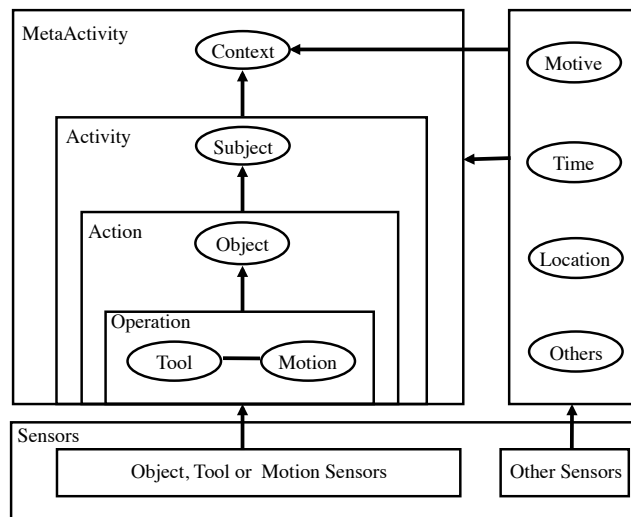 MetaActivity
Context
Motive
Activity
Subject
Time
Action
Object
Location
Operation
Tool
Motion
Others
Sensors
Object, Tool or Motion Sensors
Other Sensors